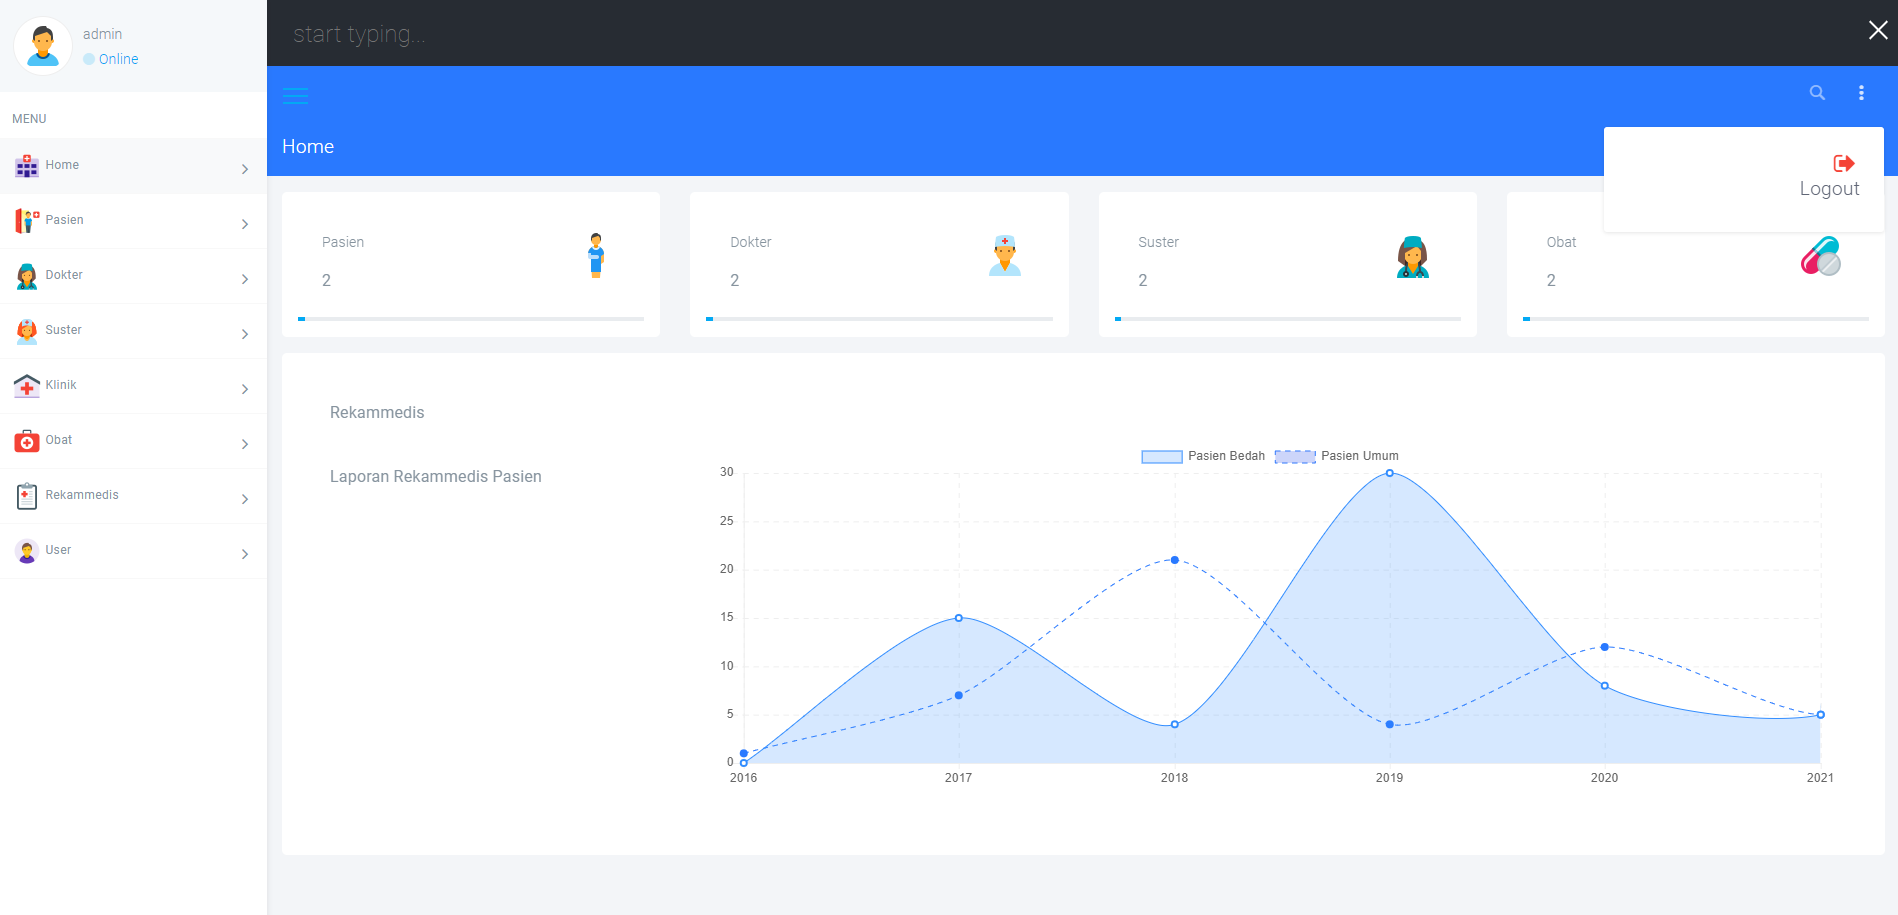 admin
Online
MENU
Home
Pasien
Dokter
Suster
Klinik
Obat
Rekammedis
User
start typing...
Home
Logout
Pasien
2
Dokter
2
Suster
2
Obat
2
Rekammedis
Laporan Rekammedis Pasien
Pasien Bedah Pasien Umum
30
25
20
15
10
5
0
2016 2017 2018 2019 2020 2021